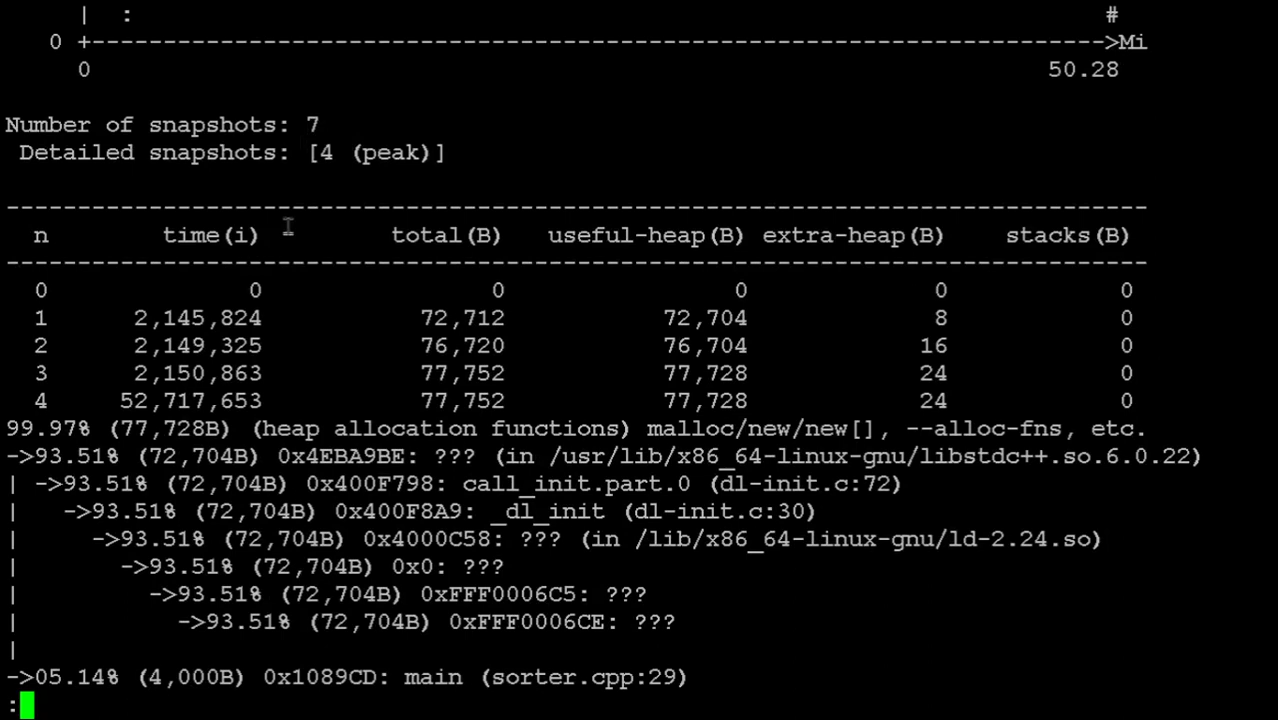 | :                                                                     #
0 +----------------------------------------------------------------------->Mi
0                                                                   50.28
Number of snapshots: 7
Detailed snapshots: [4 (peak)]
--------------------------------------------------------------------------------
n        time(i)         total(B)   useful-heap(B) extra-heap(B)    stacks(B)
--------------------------------------------------------------------------------
0              0                0                0             0            0
1      2,145,824           72,712           72,704             8            0
2      2,149,325           76,720           76,704            16            0
3      2,150,863           77,752           77,728            24            0
4     52,717,653           77,752           77,728            24            0
99.97% (77,728B) (heap allocation functions) malloc/new/new[], --alloc-fns, etc.
->93.51% (72,704B) 0x4EBA9BE: ??? (in /usr/lib/x86_64-linux-gnu/libstdc++.so.6.0.22)
| ->93.51% (72,704B) 0x400F798: call_init.part.0 (dl-init.c:72)
|   ->93.51% (72,704B) 0x400F8A9: _dl_init (dl-init.c:30)
|     ->93.51% (72,704B) 0x4000C58: ??? (in /lib/x86_64-linux-gnu/ld-2.24.so)
|       ->93.51% (72,704B) 0x0: ???
|         ->93.51% (72,704B) 0xFFF0006C5: ???
|           ->93.51% (72,704B) 0xFFF0006CE: ???
|
->05.14% (4,000B) 0x1089CD: main (sorter.cpp:29)
: